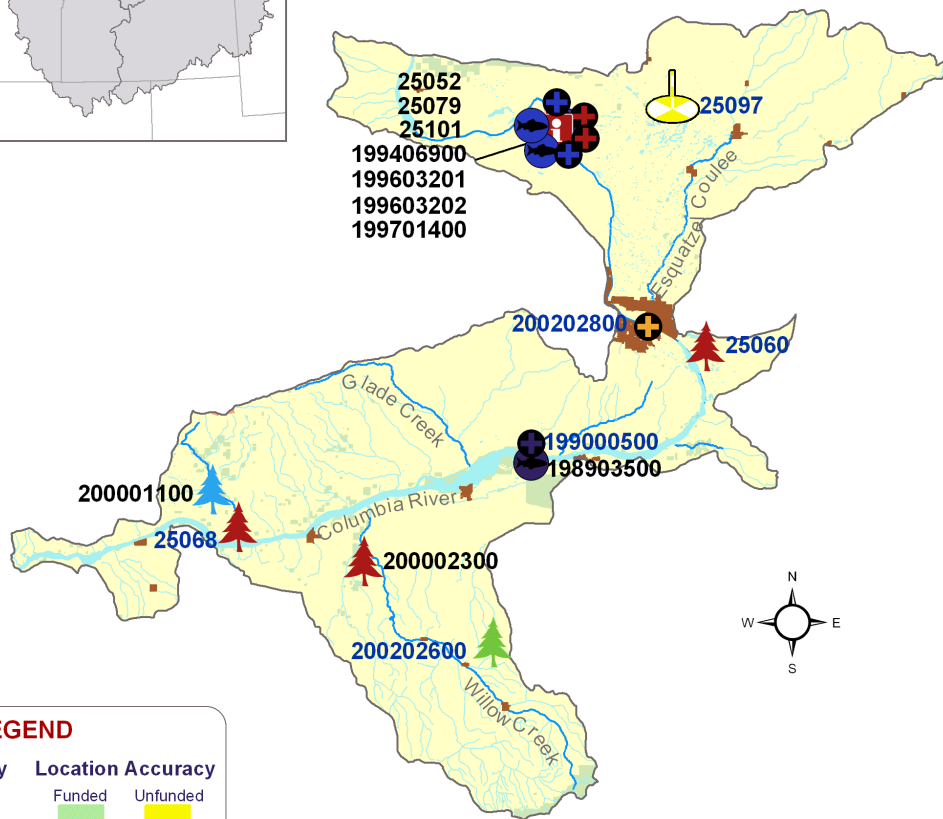 25052
25079
25101
199406900
199603201
199603202
199701400
25097
Esquatzel Coulee
200202800
25060
Glade Creek
199000500
198903500
200001100
Columbia River
25068
200002300
N
W
E
S
200202600
Willow Creek
EGEND
y Location Accuracy
Funded Unfunded